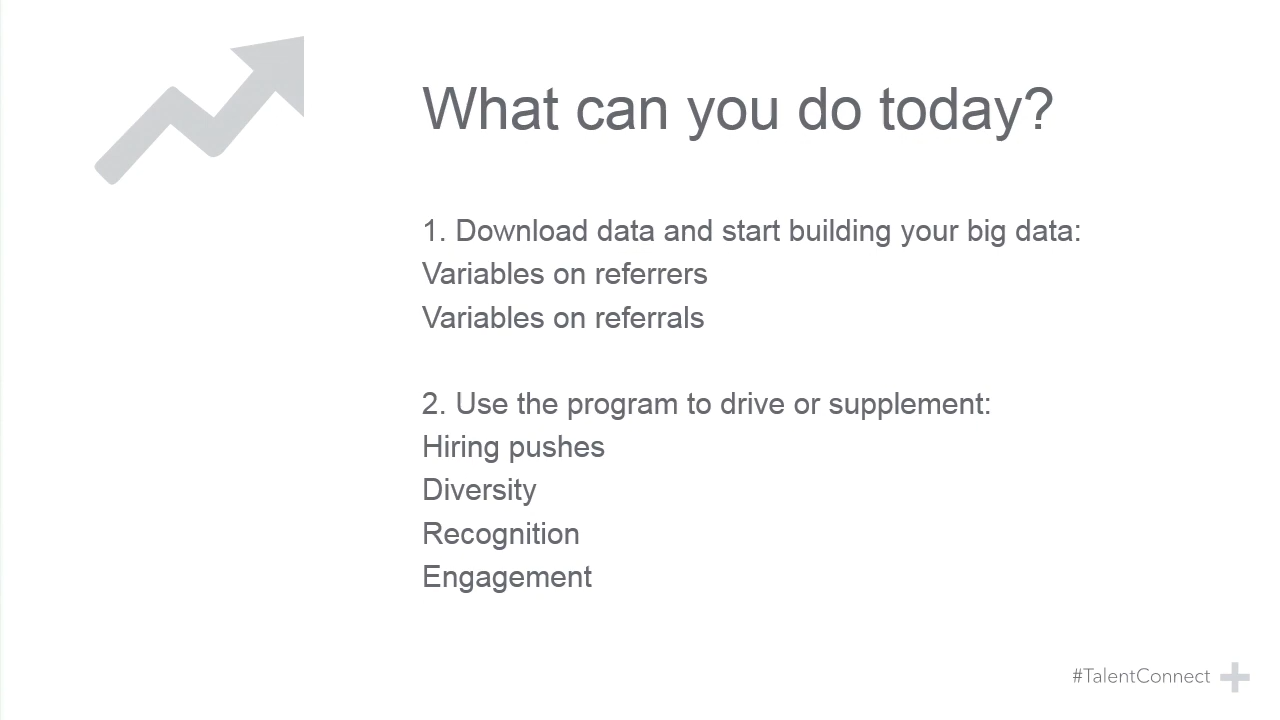 What can you do today?
1. Download data and start building your big data:
Variables on referrers
Variables on referrals
2. Use the program to drive or supplement:
Hiring pushes
Diversity
Recognition
Engagement
#TalentConnect